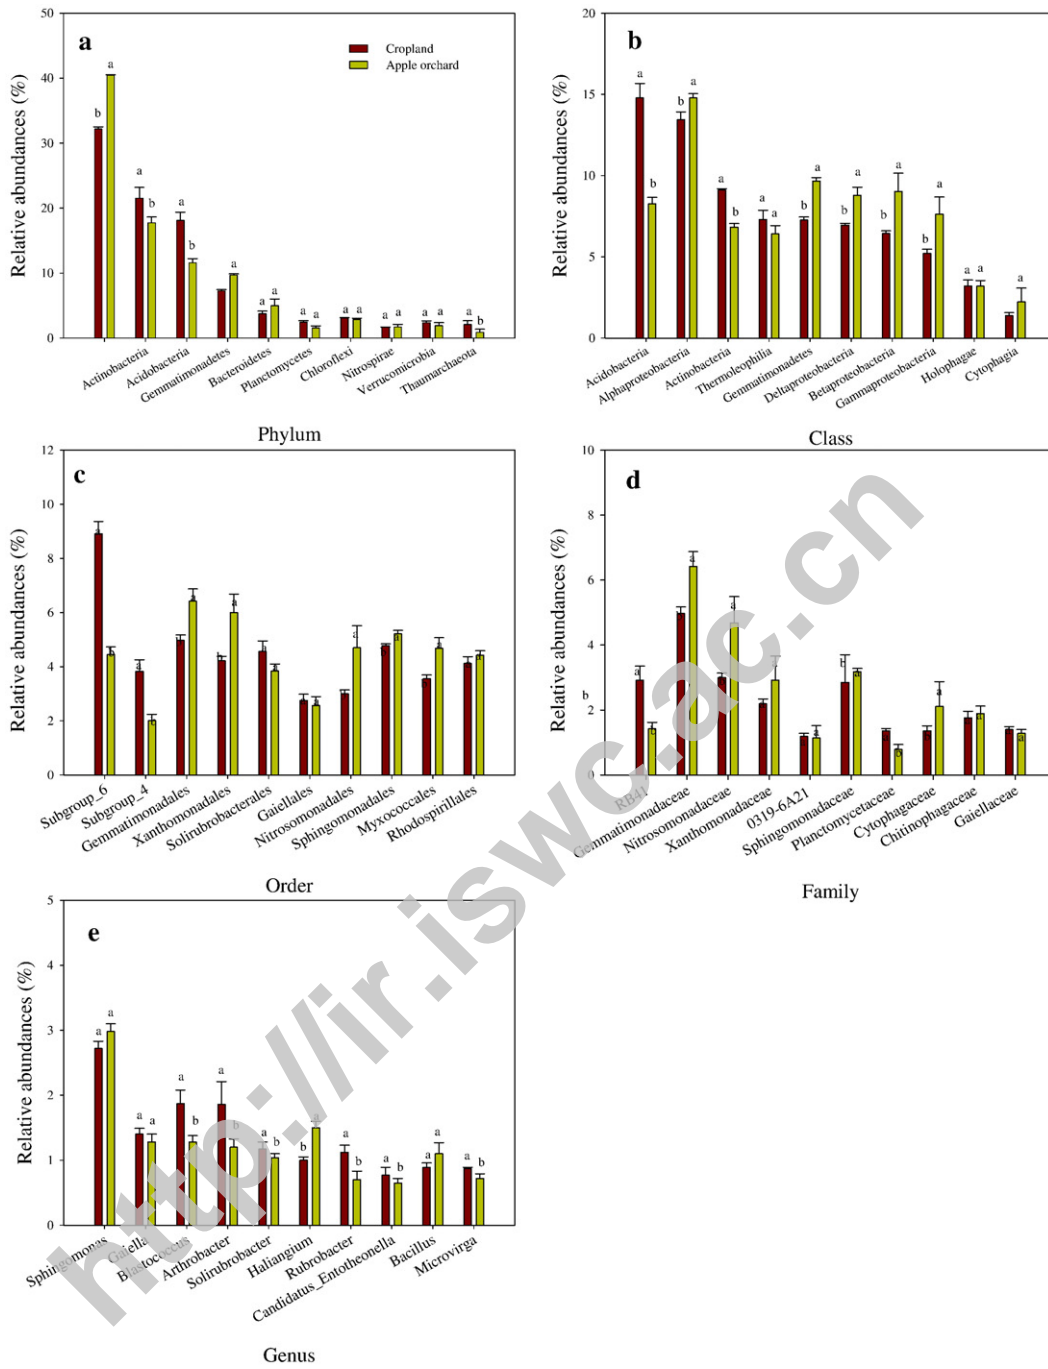 a
Cropland
Apple orchard
Relative abundances (%)
50
40
30
20
10
0
b
a
a
b
a
b
a
a
a
a
a
a
a
a
a
a
a
a
b
Actinobacteria
Acidobacteria
Gemmatimonadetes
Bacteroidetes
Planctomycetes
Chloroflexi
Nitrospirae
Verrucomicrobia
Thaumarchaeota
Phylum
b
Relative abundances (%)
20
15
10
5
0
a
b
b
a
a
b
a
a
b
a
b
a
b
a
b
a
a
a
a
Acidobacteria
Alphaproteobacteria
Actinobacteria
Thermoleophilia
Gemmatimonadetes
Deltaproteobacteria
Betaproteobacteria
Gammaproteobacteria
Holophagae
Cytophagia
Class
c
Relative abundances (%)
12
10
8
6
4
2
0
Subgroup_6
Subgroup_4
Gemmatimonadales
Xanthomonadales
Solirubrobacterales
Gaiellales
Nitrosomonadales
Sphingomonadales
Myxococcales
Rhodospirillales
Order
d
Relative abundances (%)
10
8
6
4
2
0
b
RB41
Gemmatimonadaceae
Nitrosomonadaceae
Xanthomonadaceae
0319-6A21
Sphingomonadaceae
Planctomycetaceae
Cytophagaceae
Chitinophagaceae
Gaiellaceae
Family
e
Relative abundances (%)
5
4
3
2
1
0
a
a
a
a
a
b
a
b
a
b
b
a
a
b
a
b
a
a
a
b
Sphingomonas
Gaiella
Blastococcus
Arthrobacter
Solirubrobacter
Haliangium
Rubrobacter
Candidatus_Entotheonella
Bacillus
Microvirga
Genus
http://ir.iswc.ac.cn